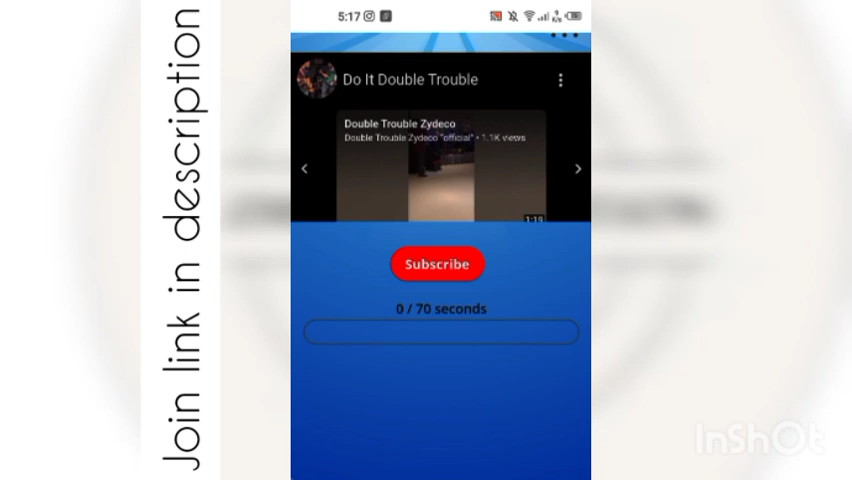 Join link in description
5:17
Do It Double Trouble
Double Trouble Zydeco
Double Trouble Zydeco "official" • 1.1K views
1:19
Subscribe
0 / 70 seconds
InShOt